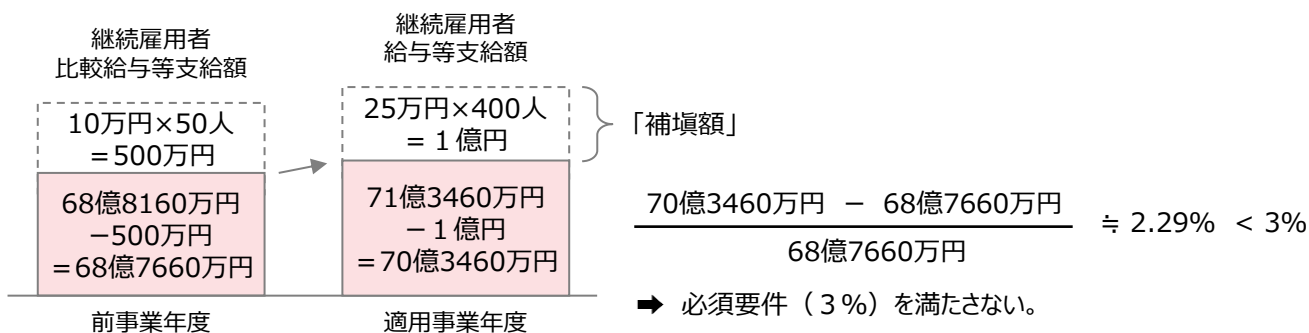 継続雇用者
比較給与等支給額
10万円×50人
=500万円
68億8160万円
−500万円
=68億7660万円
前事業年度
継続雇用者
給与等支給額
25万円×400人
= 1億円
71億3460万円
− 1億円
=70億3460万円
適用事業年度
「補塡額」
70億3460万円 − 68億7660万円
68億7660万円
≒ 2.29% < 3%
➡ 必須要件（3%）を満たさない。